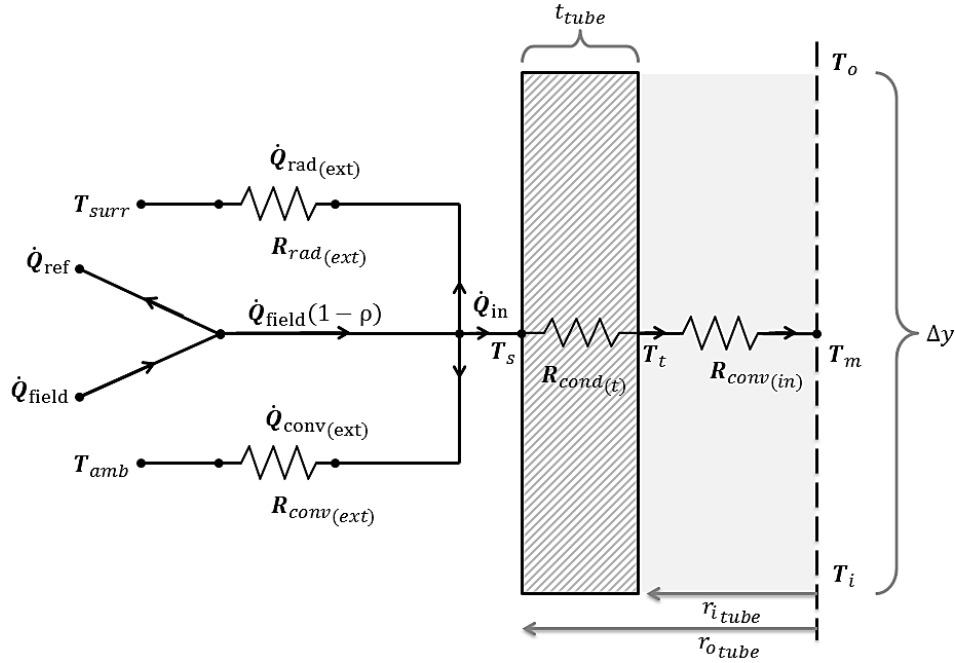 t_tube
T_o
Q̇_rad(ext)
T_surr
R_rad(ext)
Q̇_ref
Q̇_field(1 − ρ)
Q̇_in
Δy
T_s
R_cond(t)
T_t
R_conv(in)
T_m
Q̇_field
Q̇_conv(ext)
T_amb
R_conv(ext)
T_i
r_i_tube
r_o_tube